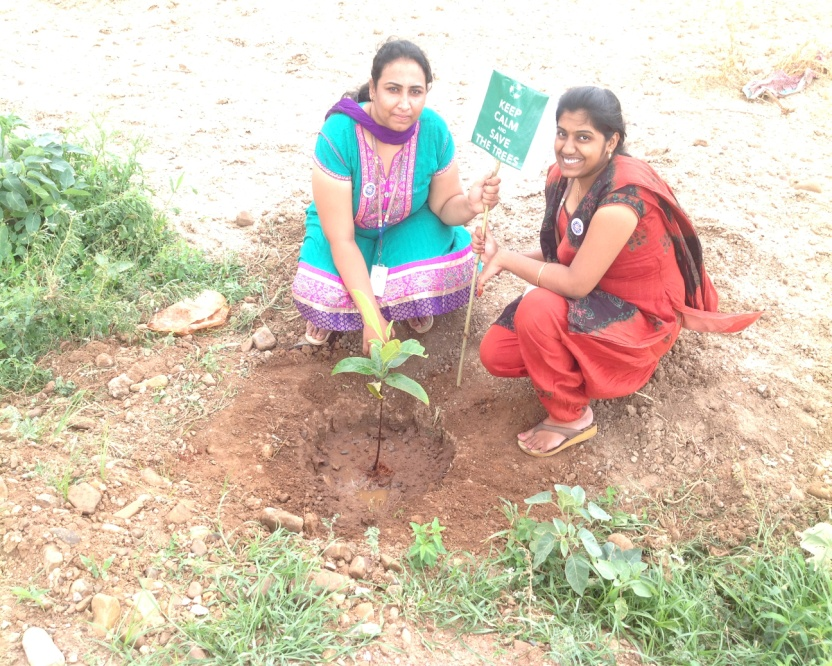 KEEP
CALM
AND
SAVE
THE TREES